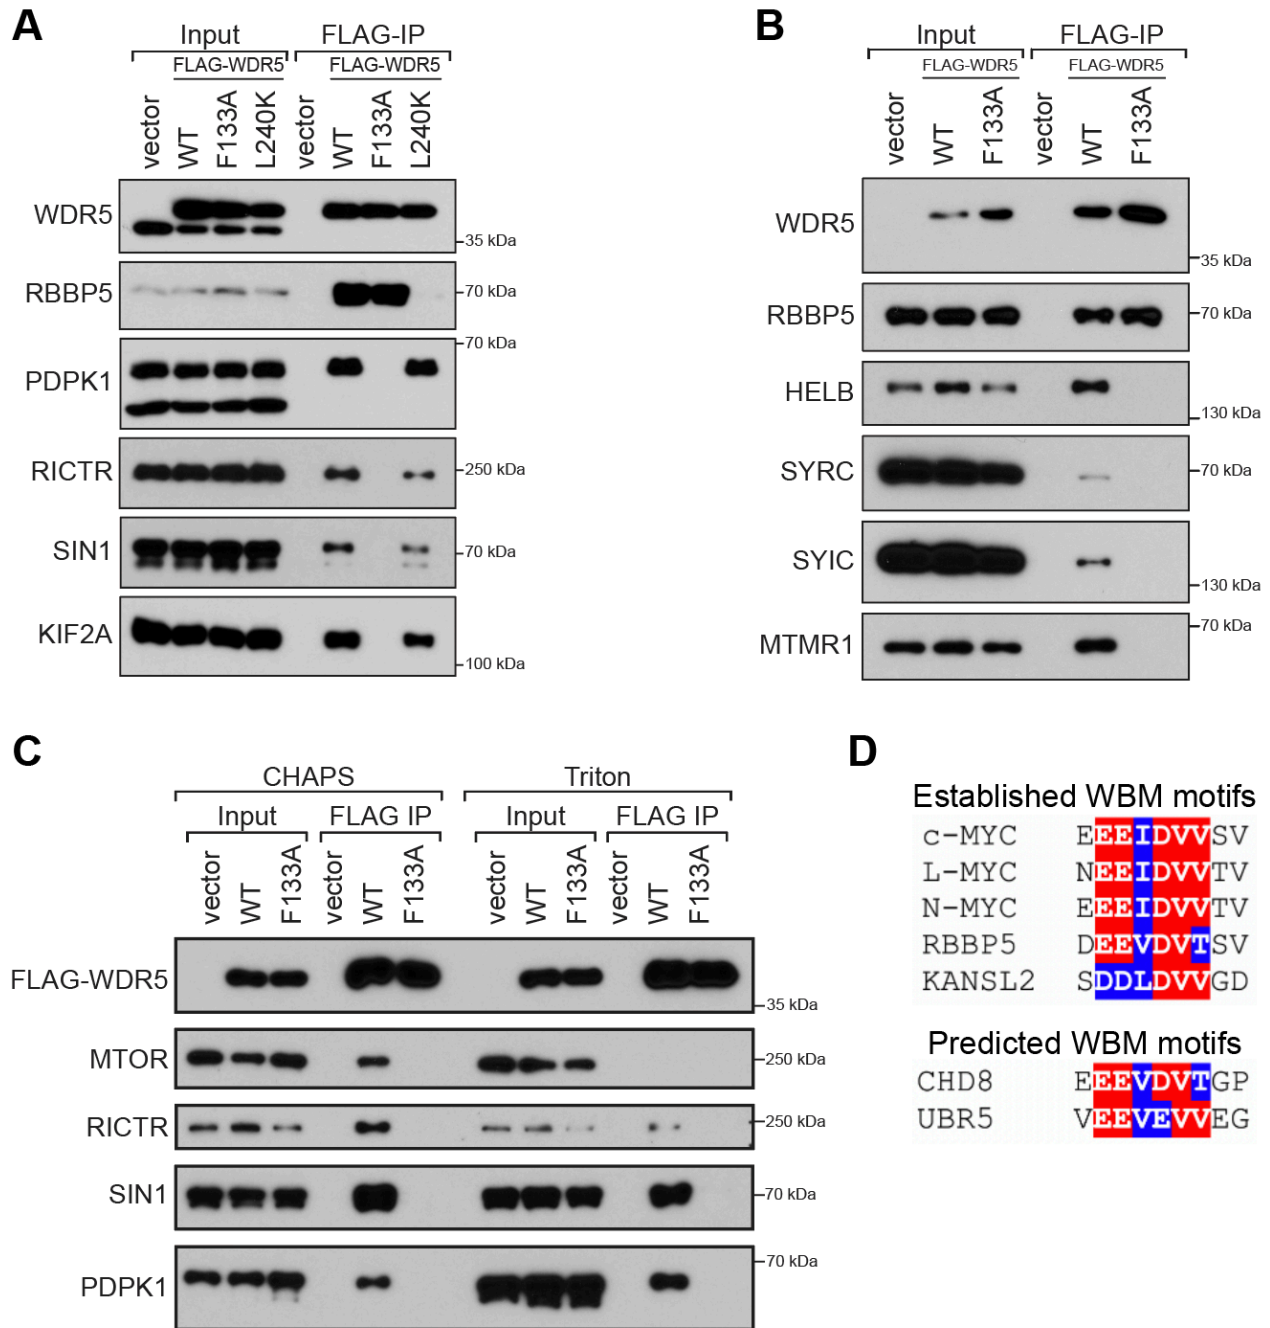 A
Input FLAG-IP
FLAG-WDR5 FLAG-WDR5
vector WT F133A L240K vector WT F133A L240K
WDR5
35 kDa
RBBP5 70 kDa
70 kDa
PDPK1
RICTR 250 kDa
SIN1 70 kDa
KIF2A
100 kDa
B
Input FLAG-IP
FLAG-WDR5 FLAG-WDR5
vector WT F133A vector WT F133A
WDR5
35 kDa
RBBP5 70 kDa
HELB
130 kDa
SYRC 70 kDa
SYIC
130 kDa
70 kDa
MTMR1
C
CHAPS Triton
Input FLAG IP Input FLAG IP
vector WT F133A vector WT F133A vector WT F133A vector WT F133A
FLAG-WDR5
35 kDa
MTOR 250 kDa
RICTR 250 kDa
SIN1 70 kDa
70 kDa
PDPK1
D
Established WBM motifs
c-MYC EEEIDVVSV
L-MYC NEEIDVVTV
N-MYC EEEIDVVTV
RBBP5 DEEVDVTSV
KANSL2 SDDLDVVGD
Predicted WBM motifs
CHD8 EEEVDVTGP
UBR5 VEEVEVVEG